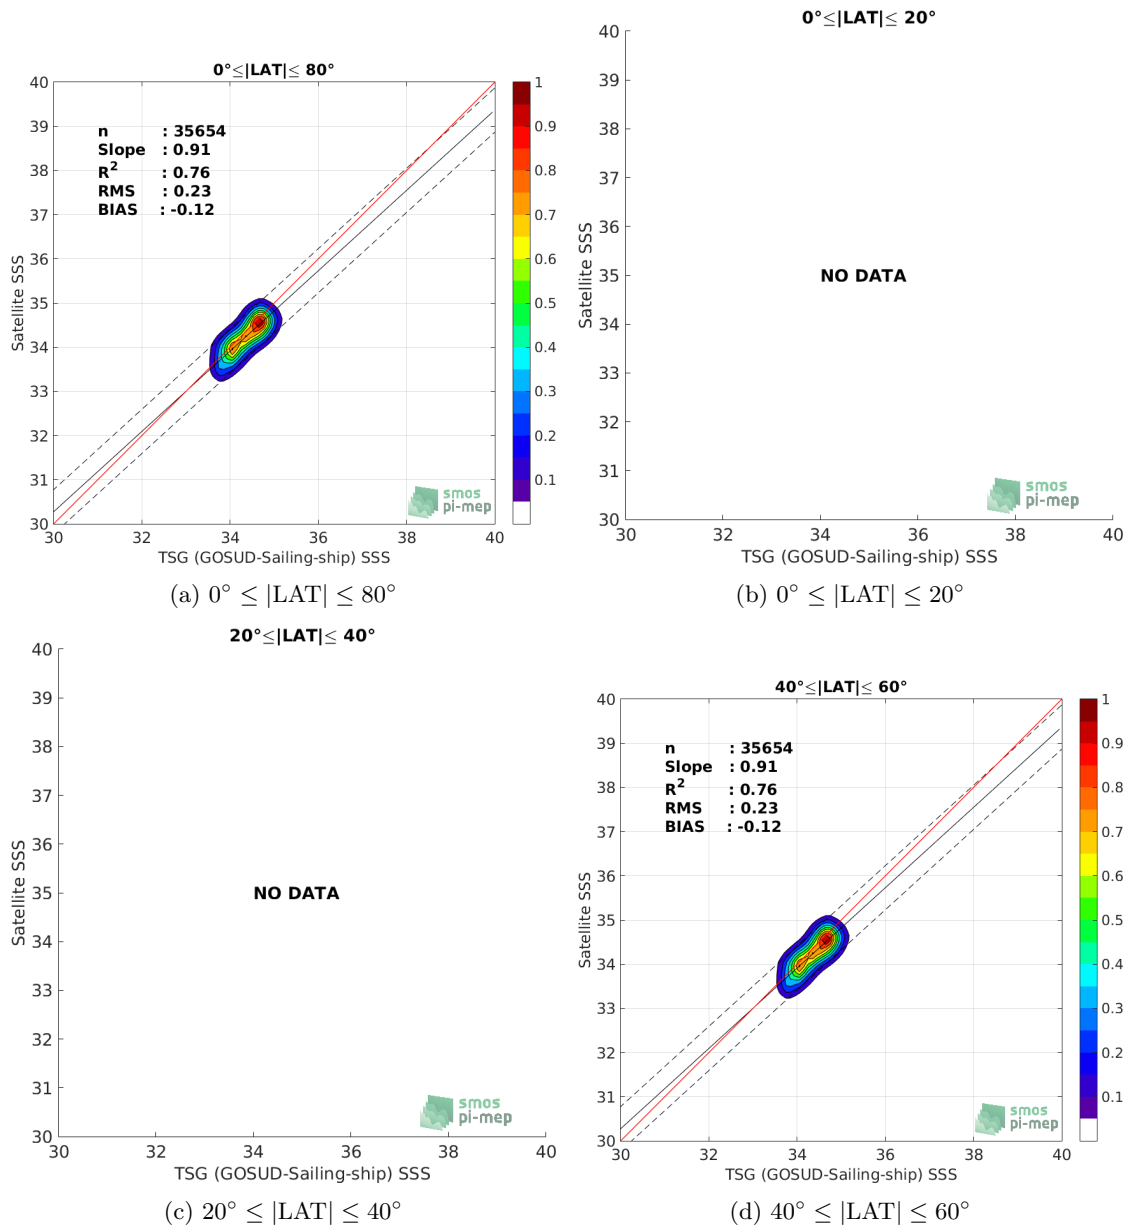 0°≤|LAT|≤ 80°
40
39
38
37
36
35
34
33
32
31
30
n : 35654
Slope : 0.91
R2 : 0.76
RMS : 0.23
BIAS : -0.12
Satellite SSS
smos
pi-mep
30 32 34 36 38 40
TSG (GOSUD-Sailing-ship) SSS
1
0.9
0.8
0.7
0.6
0.5
0.4
0.3
0.2
0.1
(a) 0° ≤ |LAT| ≤ 80°
0°≤|LAT|≤ 20°
40
39
38
37
36
35
34
33
32
31
30
Satellite SSS
NO DATA
smos
pi-mep
30 32 34 36 38 40
TSG (GOSUD-Sailing-ship) SSS
(b) 0° ≤ |LAT| ≤ 20°
20°≤|LAT|≤ 40°
40
39
38
37
36
35
34
33
32
31
30
Satellite SSS
NO DATA
smos
pi-mep
30 32 34 36 38 40
TSG (GOSUD-Sailing-ship) SSS
(c) 20° ≤ |LAT| ≤ 40°
40°≤|LAT|≤ 60°
40
39
38
37
36
35
34
33
32
31
30
n : 35654
Slope : 0.91
R2 : 0.76
RMS : 0.23
BIAS : -0.12
Satellite SSS
smos
pi-mep
30 32 34 36 38 40
TSG (GOSUD-Sailing-ship) SSS
1
0.9
0.8
0.7
0.6
0.5
0.4
0.3
0.2
0.1
(d) 40° ≤ |LAT| ≤ 60°